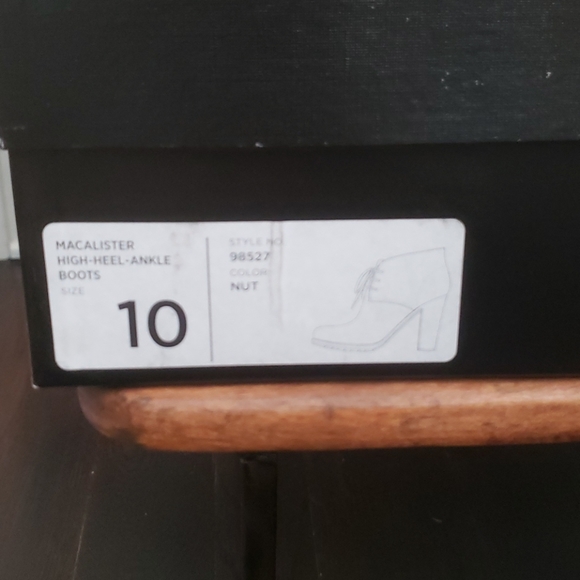 MACALISTER
HIGH-HEEL-ANKLE
BOOTS
SIZE
10
STYLE NO
98527
COLOR
NUT